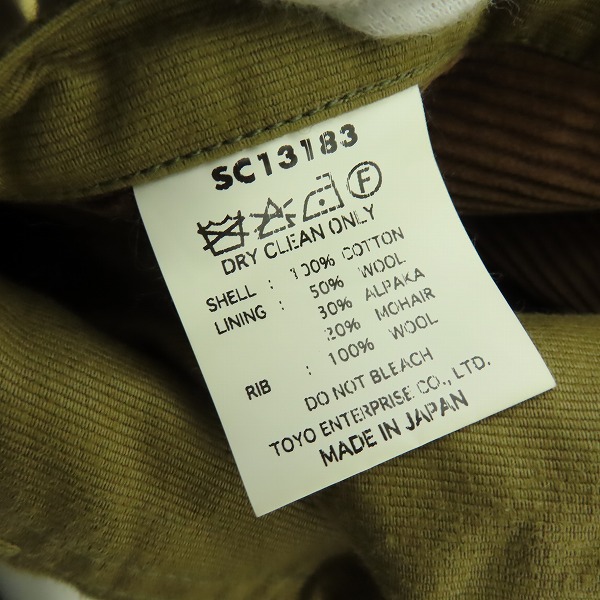 SC13183
F
DRY CLEAN ONLY
SHELL : 100% COTTON
LINING : 50% WOOL
30% ALPAKA
20% MOHAIR
RIB : 100% WOOL
DO NOT BLEACH
TOYO ENTERPRISE CO., LTD.
MADE IN JAPAN